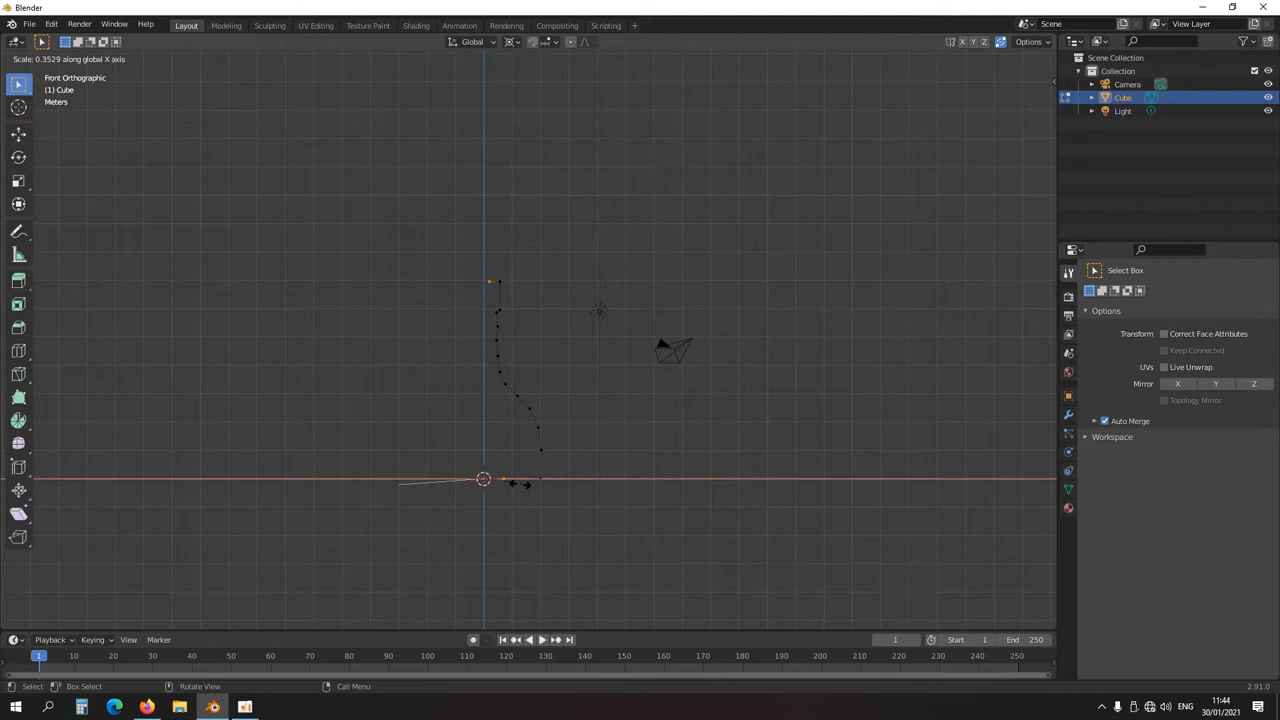 Blender
File Edit Render Window Help
Layout Modeling Sculpting UV Editing Texture Paint Shading Animation Rendering Compositing Scripting +
Scene
View Layer
Global
X Y Z
Options
Scale: 0.3529 along global X axis
Front Orthographic
(1) Cube
Meters
Scene Collection
Collection
Camera
Cube
Light
Select Box
Options
Transform Correct Face Attributes
Keep Connected
UVs Live Unwrap
Mirror X Y Z
Topology Mirror
Auto Merge
Workspace
Playback Keying View Marker
1 Start 1 End 250
1 10 20 30 40 50 60 70 80 90 100 110 120 130 140 150 160 170 180 190 200 210 220 230 240 250
Select Box Select Rotate View Call Menu 2.91.0
ENG
11:44
30/01/2021